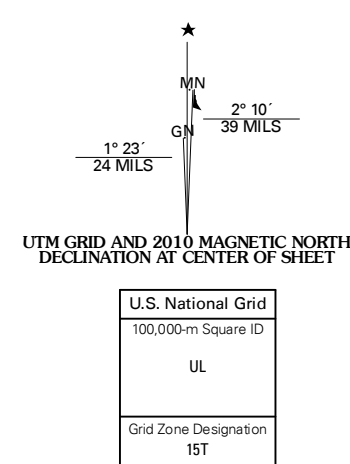 ★
MN
2° 10´
39 MILS
GN
1° 23´
24 MILS
UTM GRID AND 2010 MAGNETIC NORTH
DECLINATION AT CENTER OF SHEET
U.S. National Grid
100,000-m Square ID
UL
Grid Zone Designation
15T